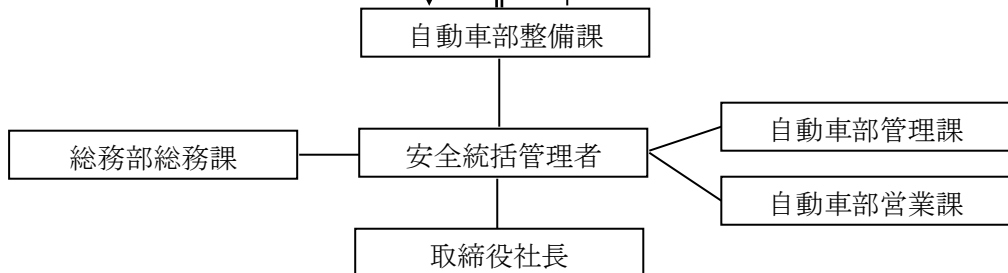 自動車部整備課
自動車部管理課
総務部総務課
安全統括管理者
自動車部営業課
取締役社長